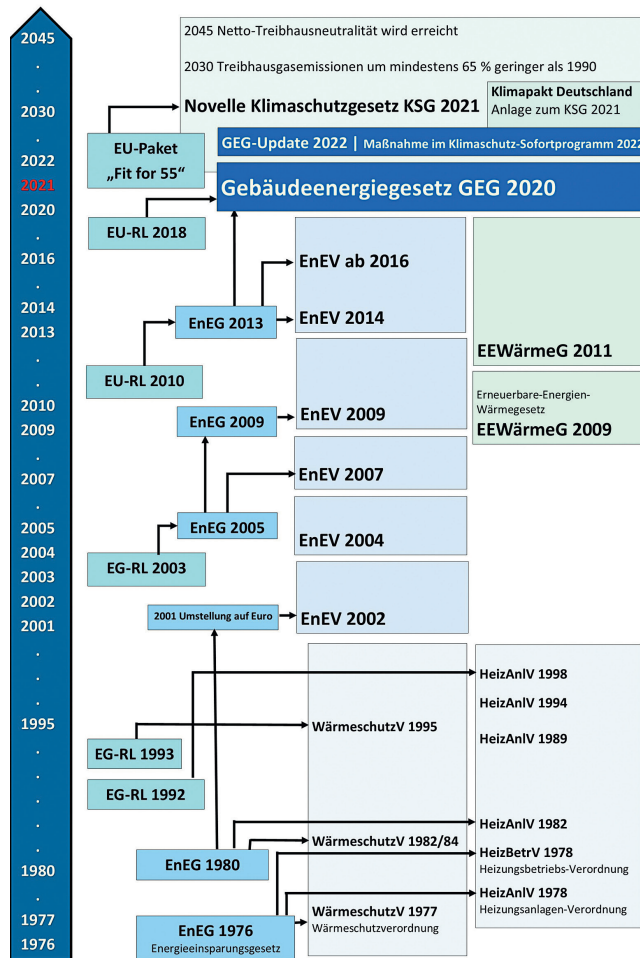 2045
2045 Netto-Treibhausneutralität wird erreicht
2030 Treibhausgasemissionen um mindestens 65 % geringer als 1990
Novelle Klimaschutzgesetz KSG 2021
Klimapakt Deutschland
Anlage zum KSG 2021
2030
EU-Paket
„Fit for 55“
GEG-Update 2022 | Maßnahme im Klimaschutz-Sofortprogramm 2022
2022
2021
Gebäudeenergiegesetz GEG 2020
2020
EU-RL 2018
2016
EnEV ab 2016
2014
EnEG 2013
EnEV 2014
2013
EU-RL 2010
EEWärmeG 2011
2010
Erneuerbare-Energien-
Wärmegesetz
EEWärmeG 2009
EnEG 2009
EnEV 2009
2009
2007
EnEV 2007
2005
EnEG 2005
EnEV 2004
2004
EG-RL 2003
2003
2002
2001 Umstellung auf Euro
EnEV 2002
2001
HeizAnlV 1998
HeizAnlV 1994
1995
WärmeschutzV 1995
HeizAnlV 1989
EG-RL 1993
EG-RL 1992
HeizAnlV 1982
WärmeschutzV 1982/84
HeizBetrV 1978
Heizungsbetriebs-Verordnung
1980
EnEG 1980
HeizAnlV 1978
Heizungsanlagen-Verordnung
1977
WärmeschutzV 1977
Wärmeschutzverordnung
EnEG 1976
Energieeinsparungsgesetz
1976